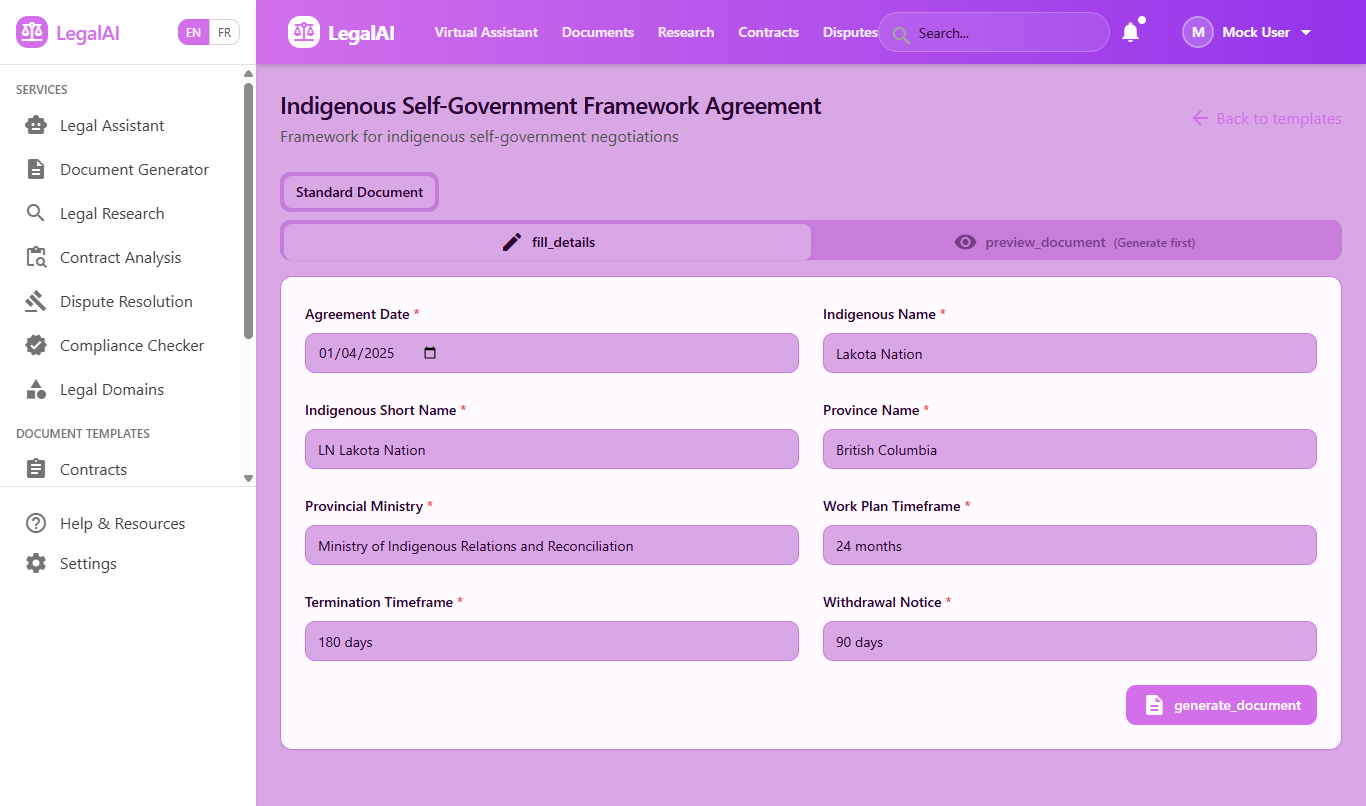 LegalAI
EN FR
LegalAI
Virtual Assistant
Documents
Research
Contracts
Disputes
Search...
M
Mock User
SERVICES
Legal Assistant
Document Generator
Legal Research
Contract Analysis
Dispute Resolution
Compliance Checker
Legal Domains
DOCUMENT TEMPLATES
Contracts
Help & Resources
Settings
Indigenous Self-Government Framework Agreement
Framework for indigenous self-government negotiations
Back to templates
Standard Document
fill_details
preview_document (Generate first)
Agreement Date *
01/04/2025
Indigenous Name *
Lakota Nation
Indigenous Short Name *
LN Lakota Nation
Province Name *
British Columbia
Provincial Ministry *
Ministry of Indigenous Relations and Reconciliation
Work Plan Timeframe *
24 months
Termination Timeframe *
180 days
Withdrawal Notice *
90 days
generate_document